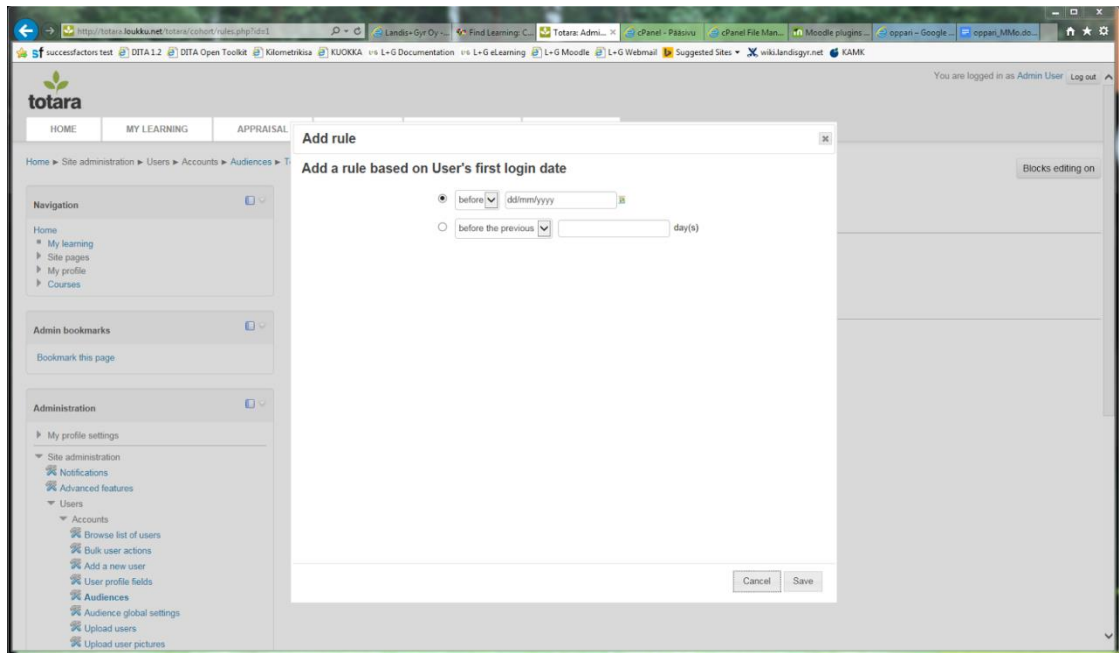 http://totara.loukku.net/totara/cohort/rules.php?id=1
Landis+Gyr Oy -...
Find Learning: C...
Totara: Admi...
cPanel - Pääsivu
cPanel File Man...
Moodle plugins...
oppari – Google ...
oppari_MMo.do...
successfactors test
DITA 1.2
DITA Open Toolkit
Kilometrikisa
KUOKKA
L+G Documentation
L+G eLearning
L+G Moodle
L+G Webmail
Suggested Sites
wiki.landisgyr.net
KAMK
totara
You are logged in as Admin User Log out
HOME MY LEARNING APPRAISAL
Home ► Site administration ► Users ► Accounts ► Audiences ►
Blocks editing on
Add rule
Add a rule based on User's first login date
before dd/mm/yyyy
before the previous day(s)
Cancel Save
Navigation
Home
My learning
Site pages
My profile
Courses
Admin bookmarks
Bookmark this page
Administration
My profile settings
Site administration
Notifications
Advanced features
Users
Accounts
Browse list of users
Bulk user actions
Add a new user
User profile fields
Audiences
Audience global settings
Upload users
Upload user pictures